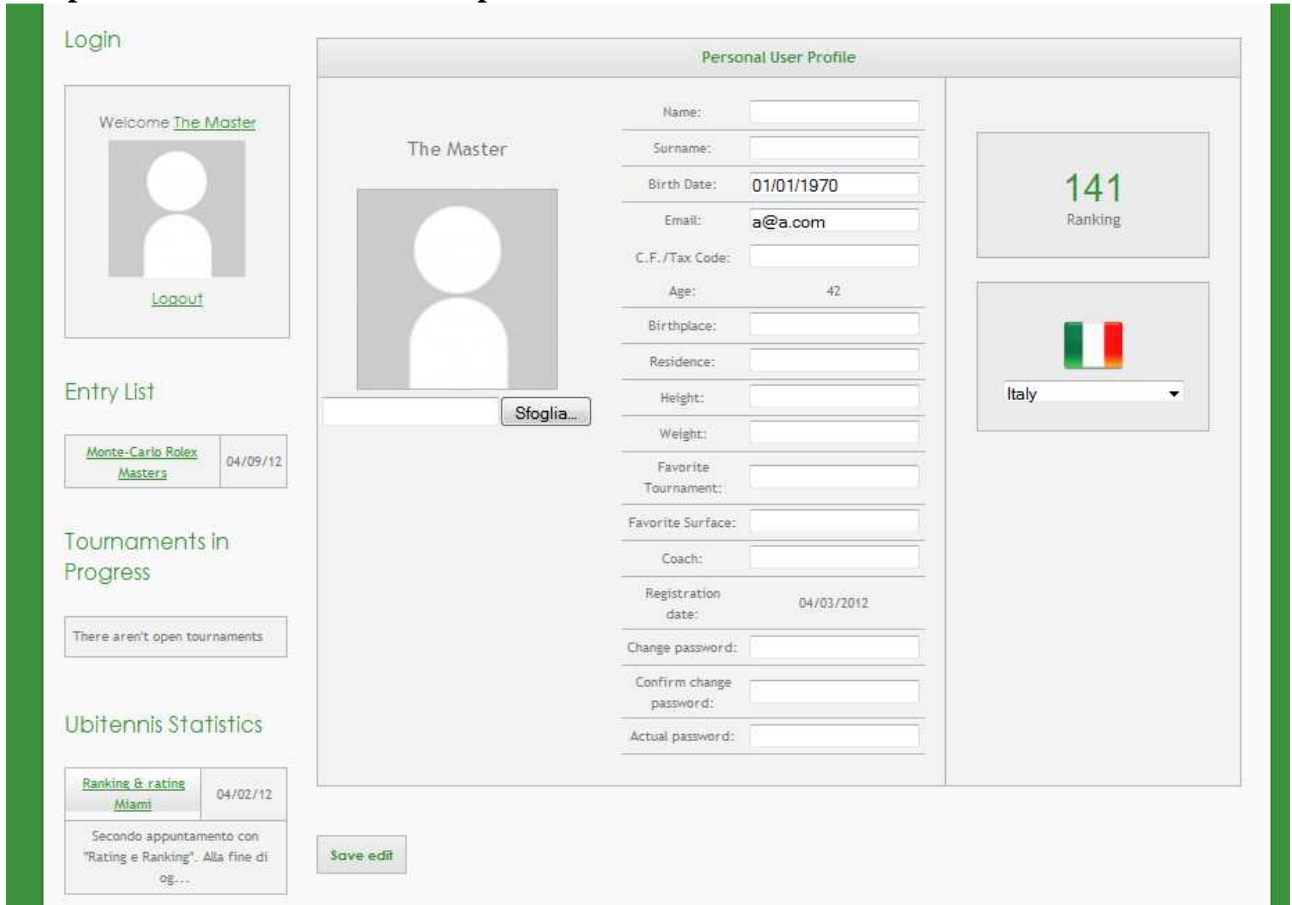 Login
Welcome The Master
Logout
Entry List
Monte-Carlo Rolex
Masters
04/09/12
Tournaments in
Progress
There aren't open tournaments
Ubitennis Statistics
Ranking & rating
Miami
04/02/12
Secondo appuntamento con
"Rating e Ranking". Alla fine di
og...
Personal User Profile
The Master
Sfoglia...
Name:
Surname:
Birth Date: 01/01/1970
Email: a@a.com
C.F./Tax Code:
Age: 42
Birthplace:
Residence:
Height:
Weight:
Favorite
Tournament:
Favorite Surface:
Coach:
Registration
date:
04/03/2012
Change password:
Confirm change
password:
Actual password:
141
Ranking
Italy
Save edit